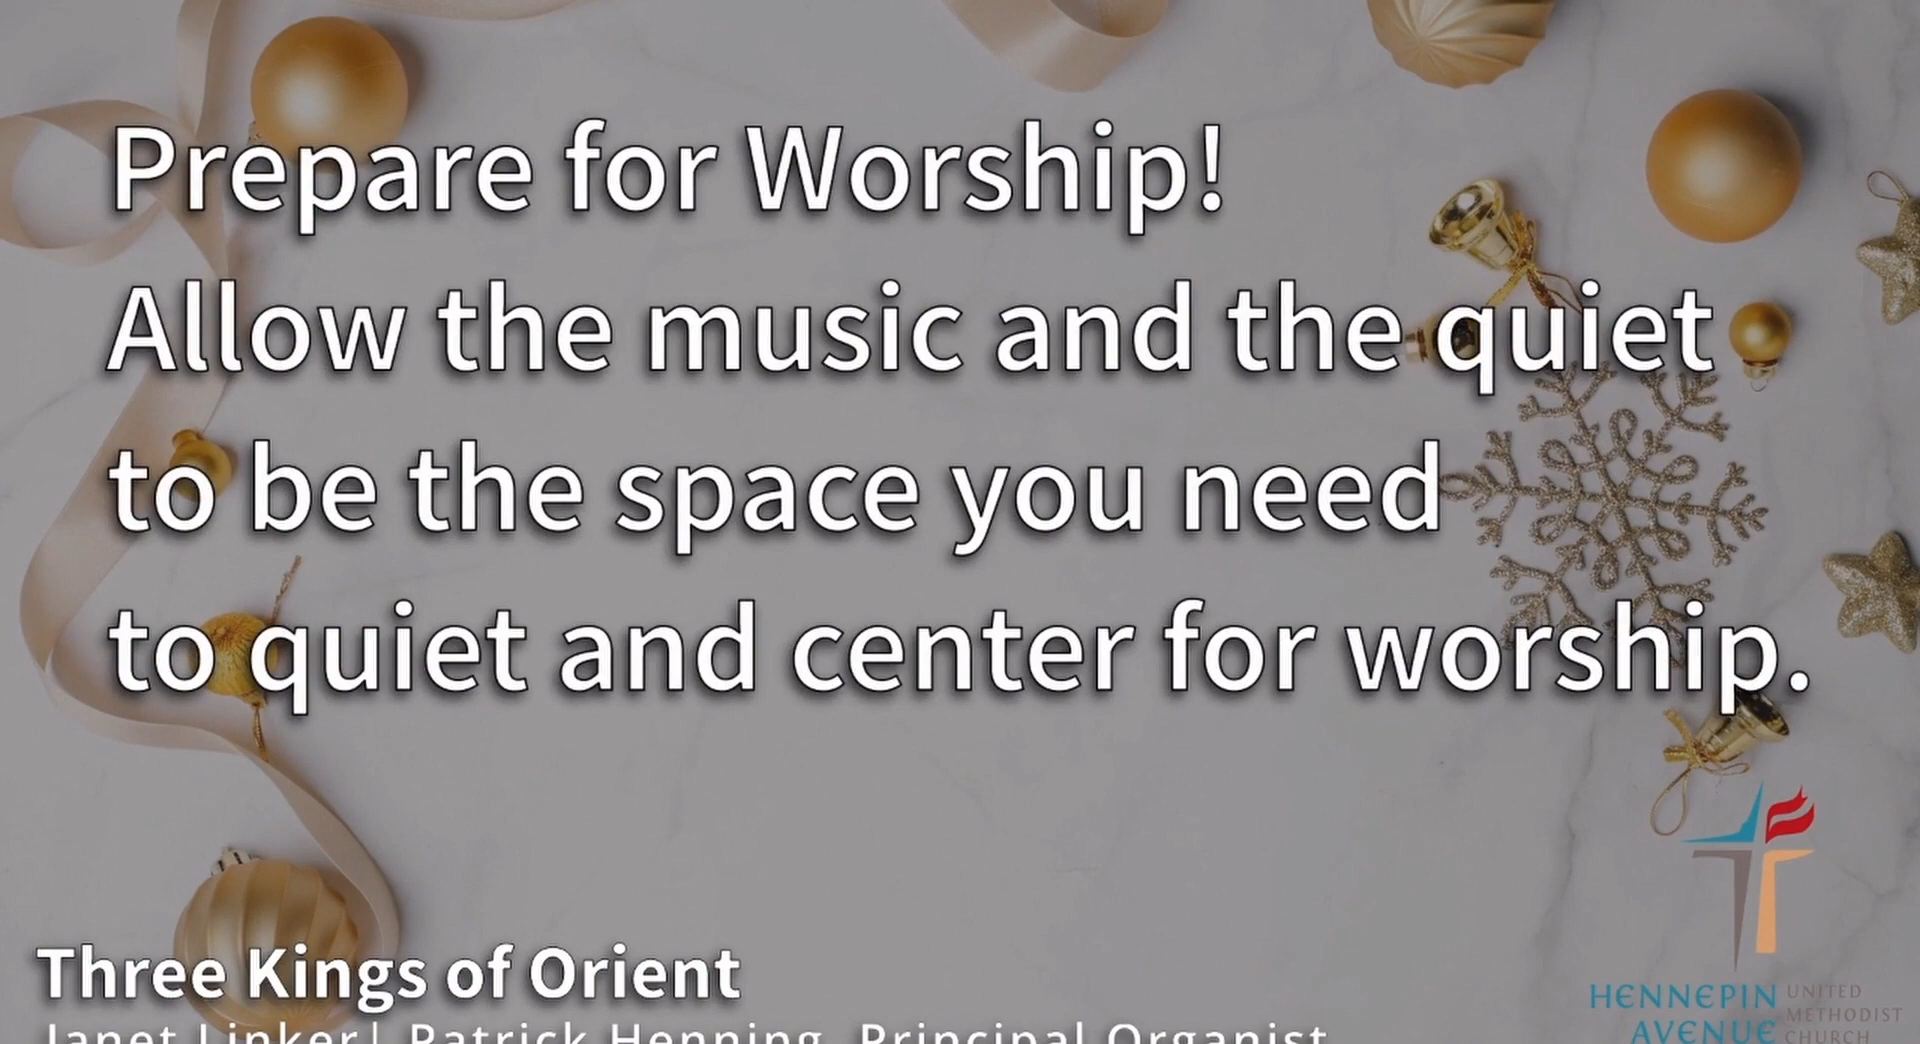 Prepare for Worship!
Allow the music and the quiet
to be the space you need
to quiet and center for worship.
Three Kings of Orient
Janet Linker| Patrick Henning, Principal Organist
HENNEPIN
AVENUE
UNITED
METHODIST
CHURCH